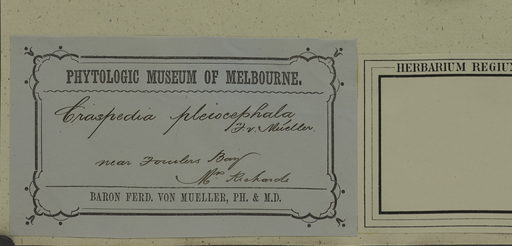 PHYTOLOGIC MUSEUM OF MELBOURNE.
HERBARIUM REGIU
Craspedia pleiocephala
F. v. Mueller.
near Fowlers Bay
Mrs Richards
BARON FERD. VON MUELLER, PH. & M.D.